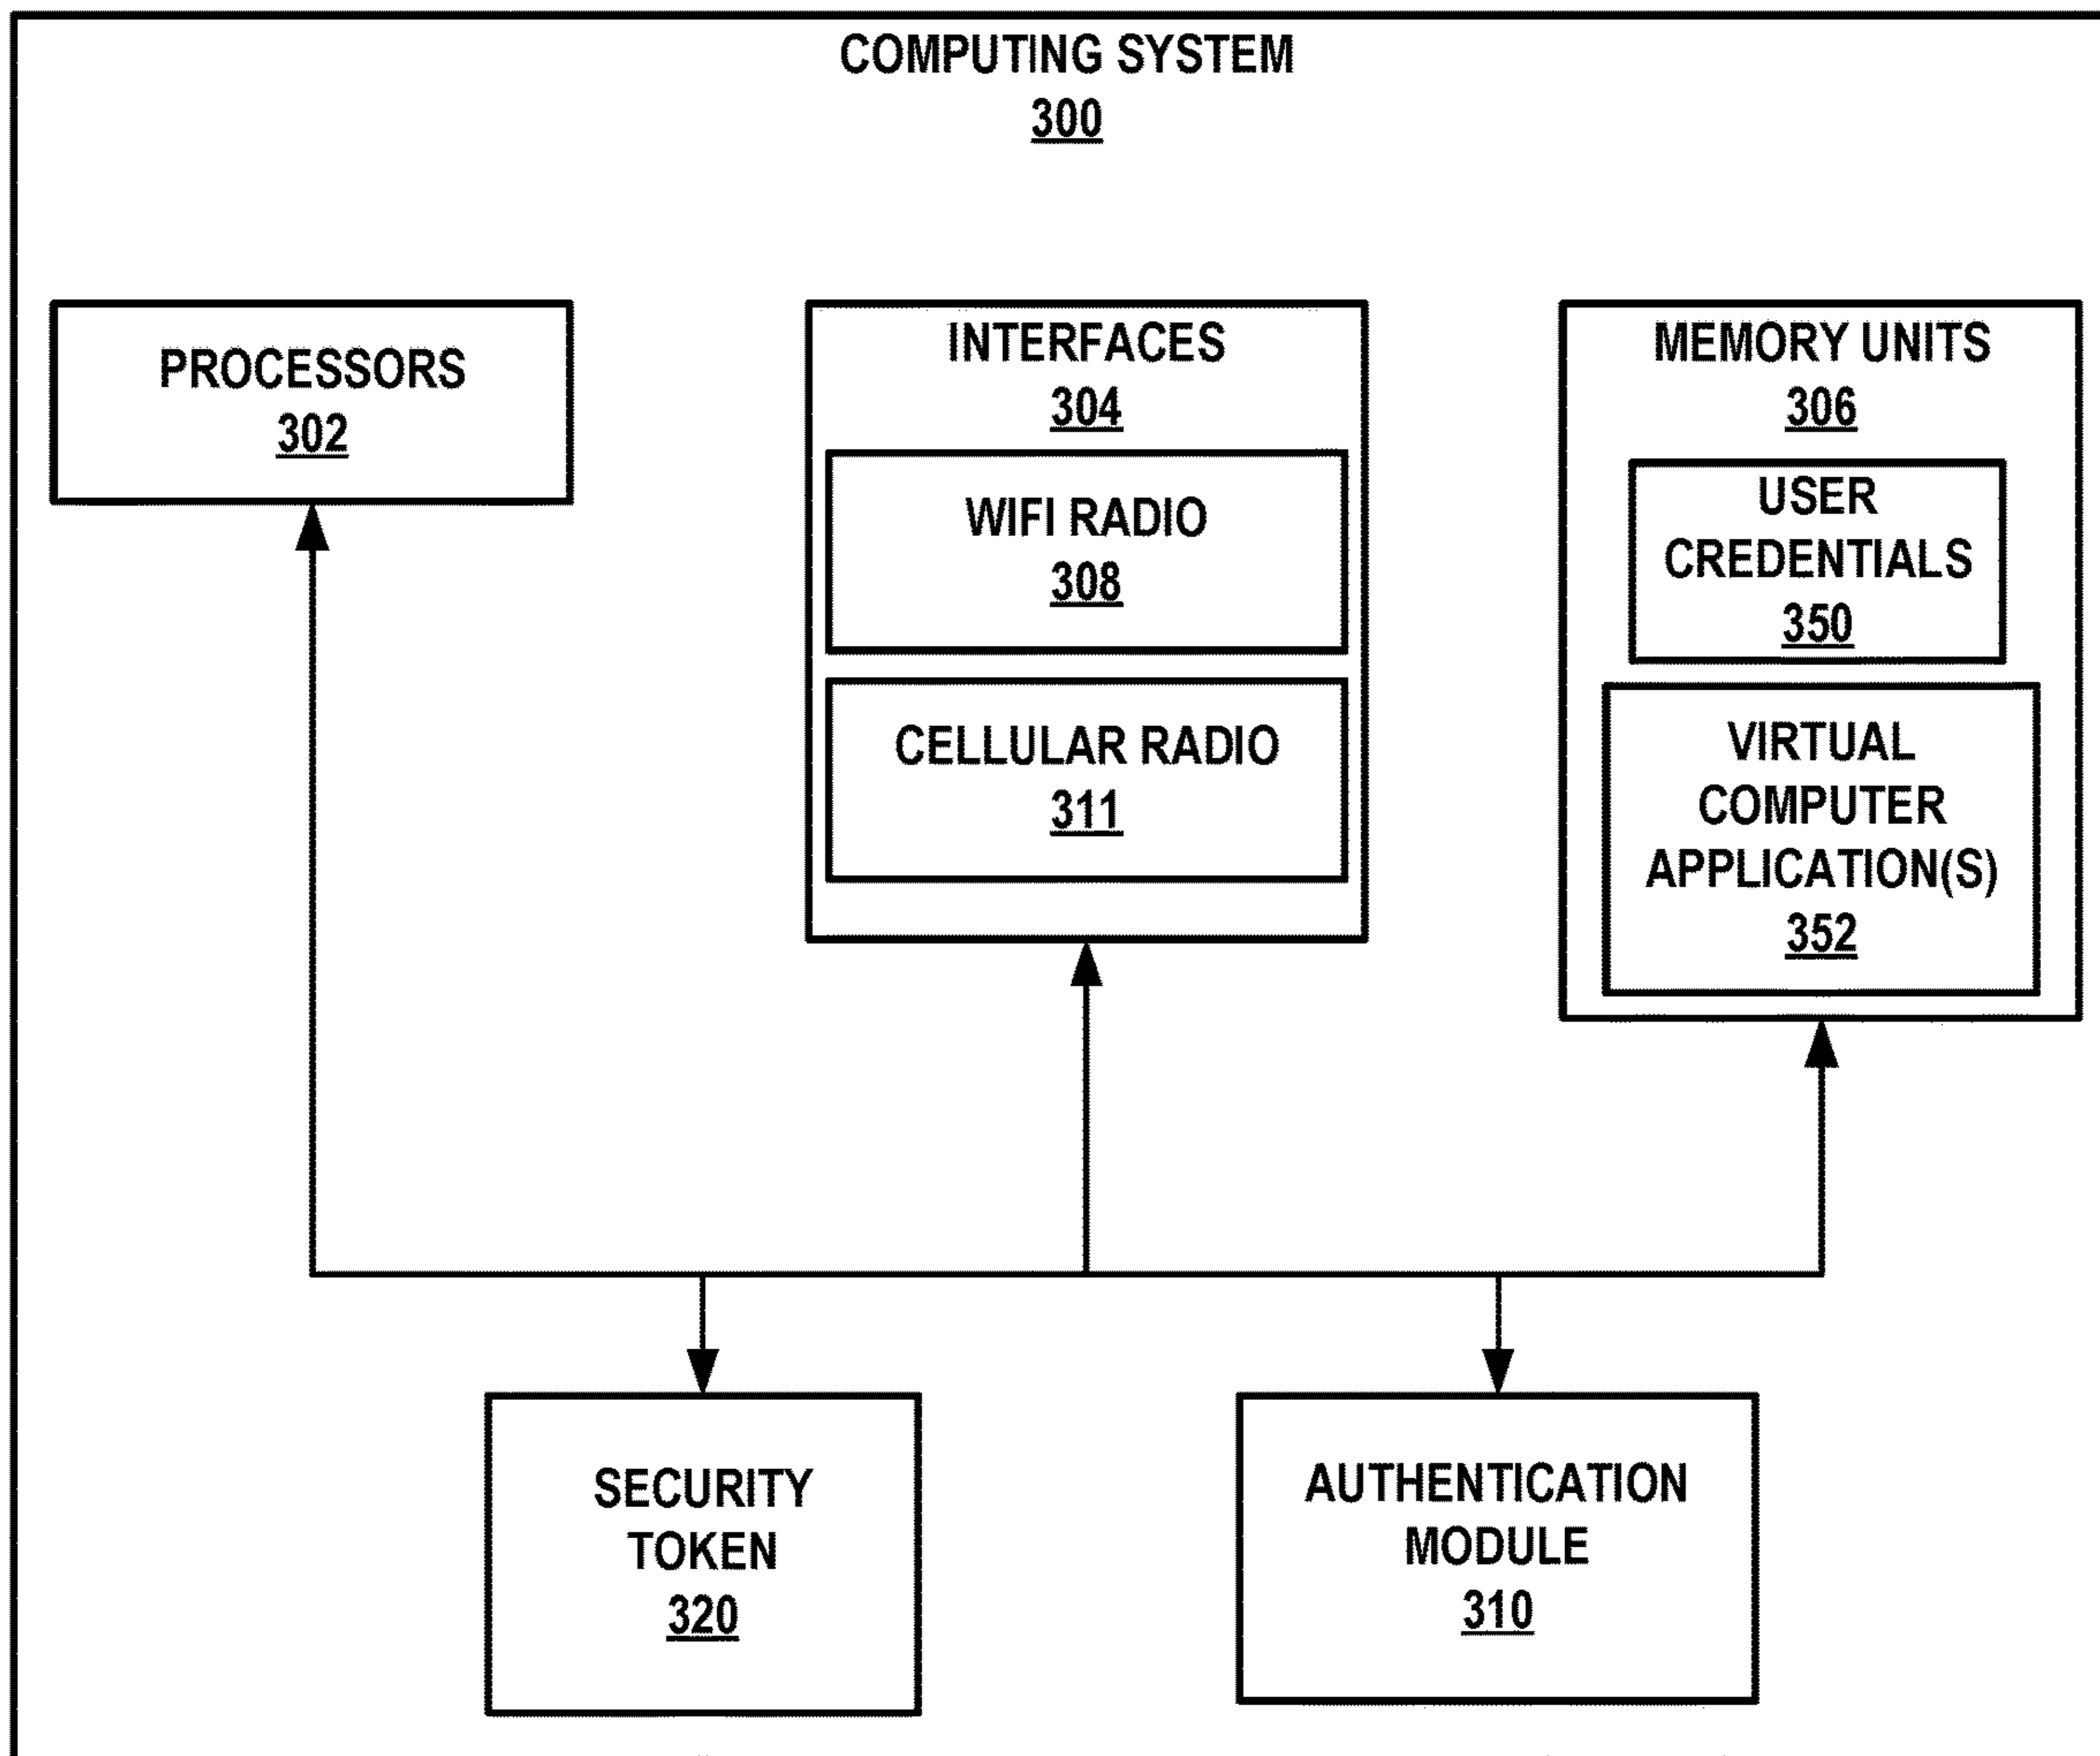 COMPUTING SYSTEM
300
PROCESSORS
302
INTERFACES
304
WIFI RADIO
308
CELLULAR RADIO
311
MEMORY UNITS
306
USER
CREDENTIALS
350
VIRTUAL
COMPUTER
APPLICATION(S)
352
SECURITY
TOKEN
320
AUTHENTICATION
MODULE
310